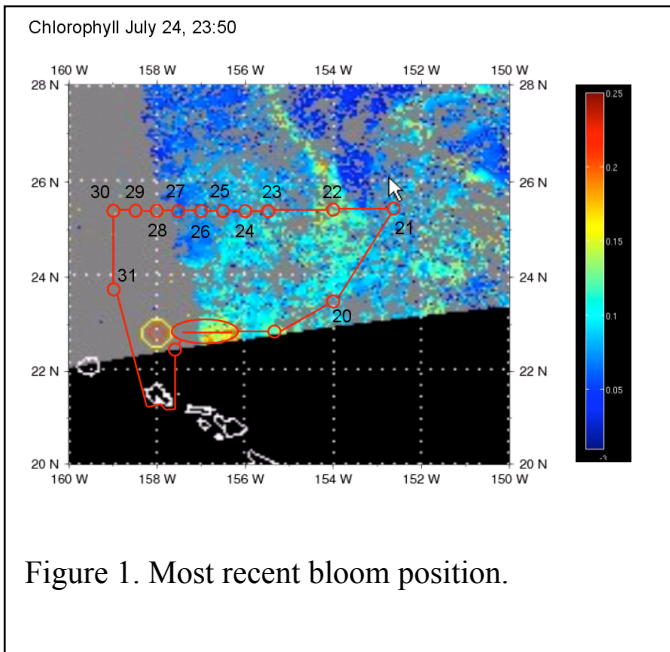 Chlorophyll July 24, 23:50
160 W 158 W 156 W 154 W 152 W 150 W
28 N 28 N
0.25
26 N 26 N
0.2
30 29 27 25 23 22
28 26 24 21
0.15
24 N 24 N
31
20
0.1
22 N 22 N
0.05
20 N 20 N
-3
160 W 158 W 156 W 154 W 152 W 150 W
Figure 1. Most recent bloom position.